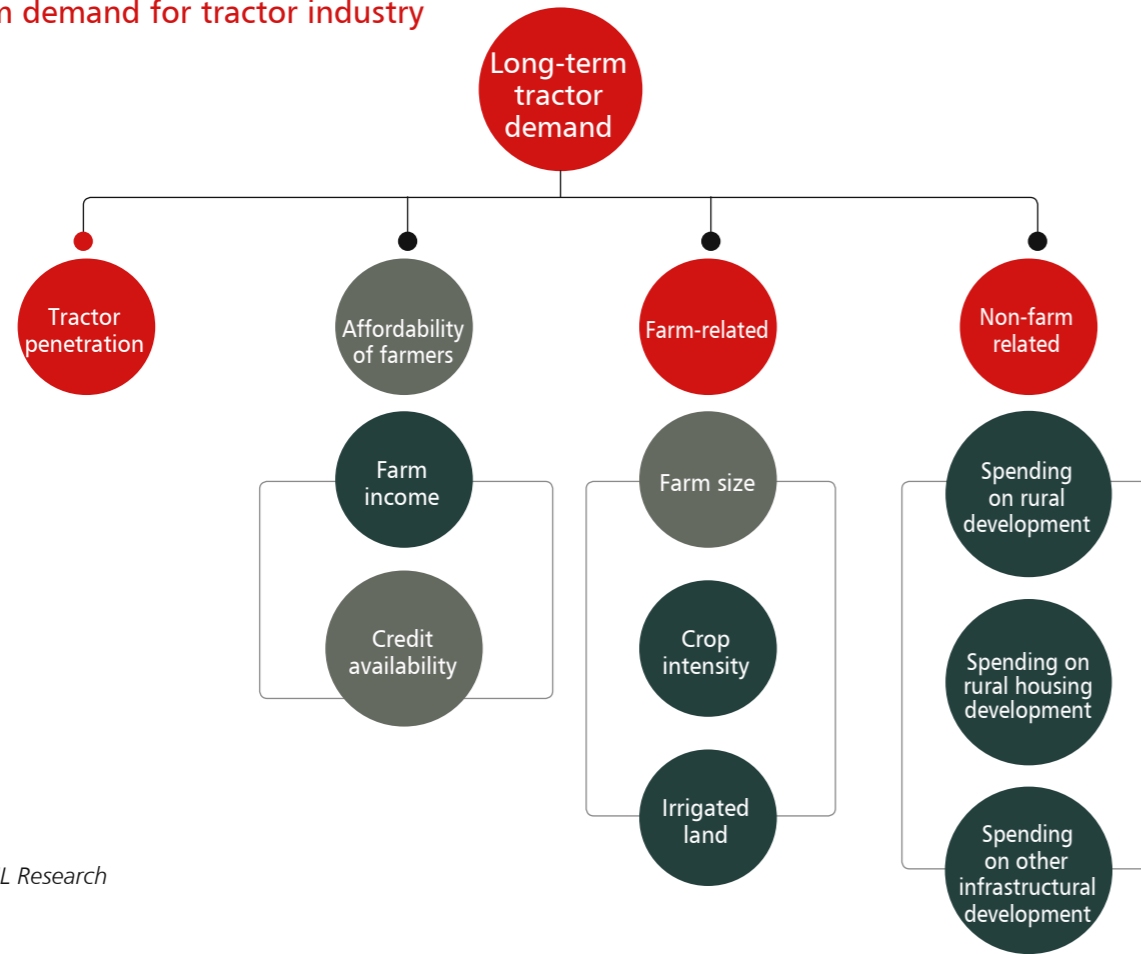 m demand for tractor industry
Long-term
tractor
demand
Tractor
penetration
Affordability
of farmers
Farm-related
Non-farm
related
Farm
income
Credit
availability
Farm size
Crop
intensity
Irrigated
land
Spending
on rural
development
Spending on
rural housing
development
Spending
on other
infrastructural
development
L Research